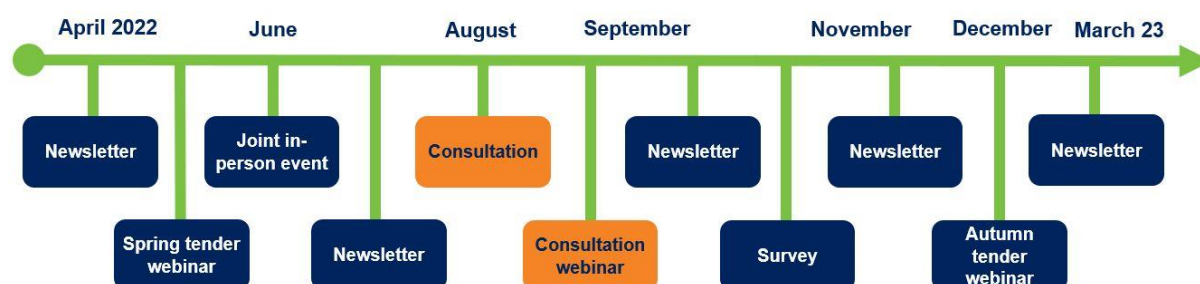 April 2022
June
August
September
November
December
March 23
Newsletter
Joint in-
person event
Consultation
Newsletter
Newsletter
Newsletter
Spring tender
webinar
Newsletter
Consultation
webinar
Survey
Autumn
tender
webinar